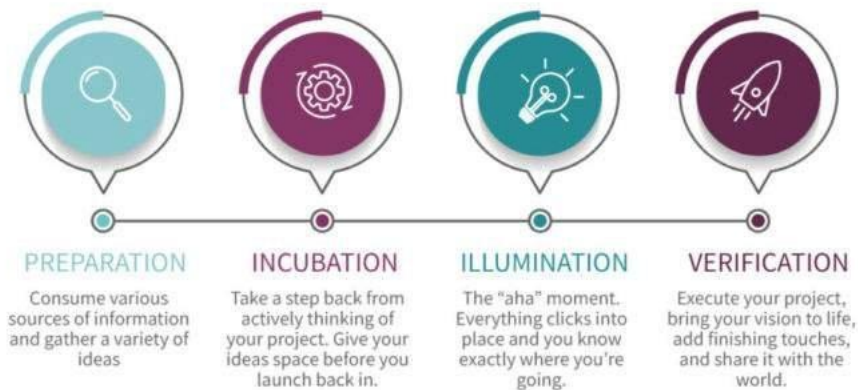 PREPARATION
Consume various
sources of information
and gather a variety of
ideas
INCUBATION
Take a step back from
actively thinking of
your project. Give your
ideas space before you
launch back in.
ILLUMINATION
The “aha” moment.
Everything clicks into
place and you know
exactly where you’re
going.
VERIFICATION
Execute your project,
bring your vision to life,
add finishing touches,
and share it with the
world.